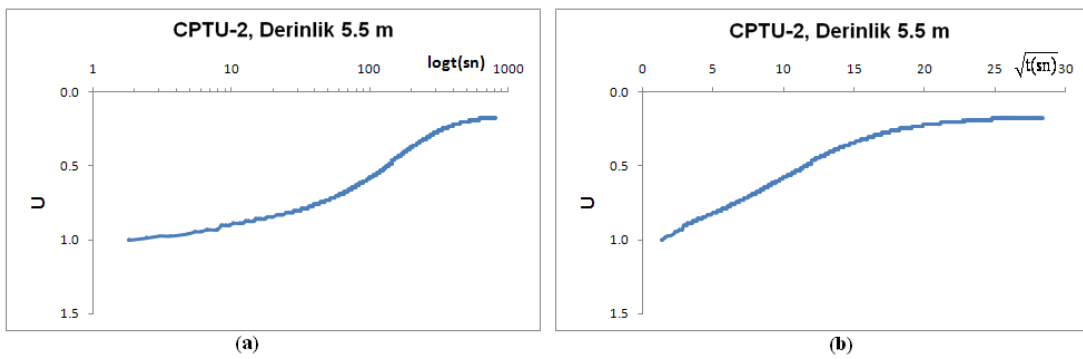 CPTU-2, Derinlik 5.5 m
logt(sn)
1 10 100 1000
0.0
0.5
1.0
1.5
U
(a)
CPTU-2, Derinlik 5.5 m
√t(sn)
0 5 10 15 20 25 30
0.0
0.5
1.0
1.5
U
(b)